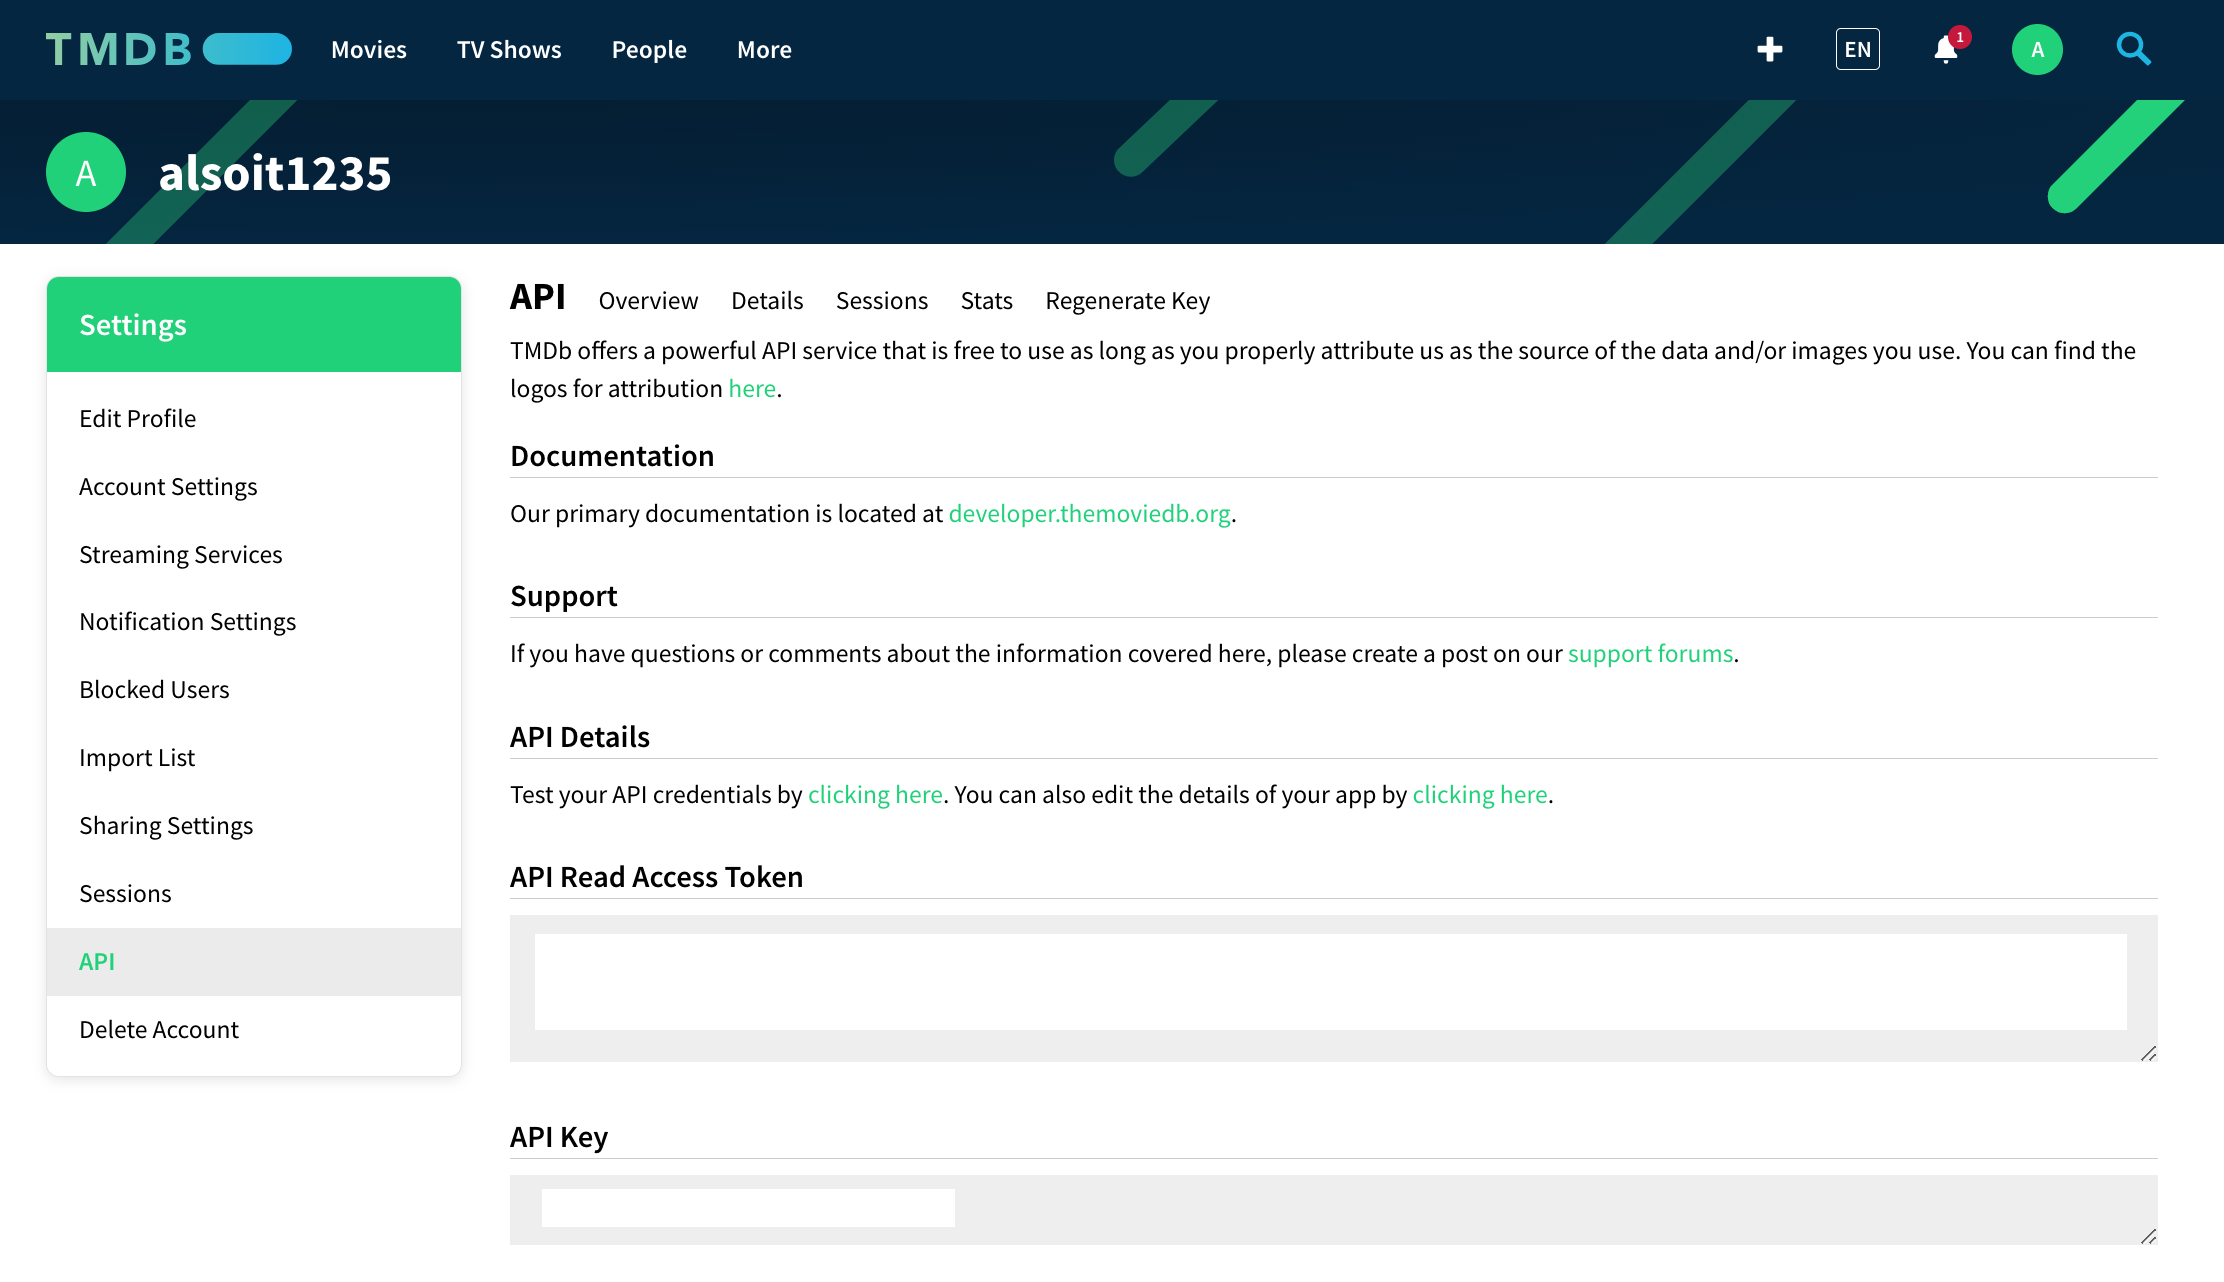 TMDB Movies TV Shows People More EN 1 A
A alsoit1235
Settings
Edit Profile
Account Settings
Streaming Services
Notification Settings
Blocked Users
Import List
Sharing Settings
Sessions
API
Delete Account
API Overview Details Sessions Stats Regenerate Key
TMDb offers a powerful API service that is free to use as long as you properly attribute us as the source of the data and/or images you use. You can find the
logos for attribution here.
Documentation
Our primary documentation is located at developer.themoviedb.org.
Support
If you have questions or comments about the information covered here, please create a post on our support forums.
API Details
Test your API credentials by clicking here. You can also edit the details of your app by clicking here.
API Read Access Token
API Key